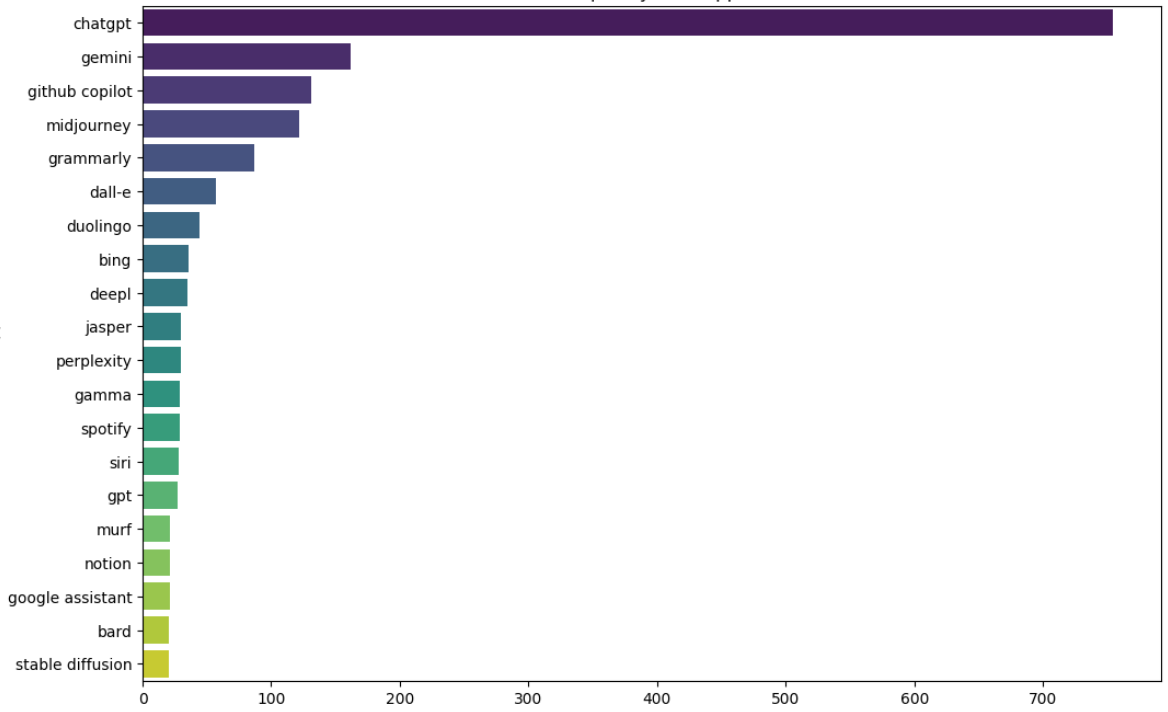 chatgpt
gemini
github copilot
midjourney
grammarly
dall-e
duolingo
bing
deepl
jasper
perplexity
gamma
spotify
siri
gpt
murf
notion
google assistant
bard
stable diffusion
0 100 200 300 400 500 600 700